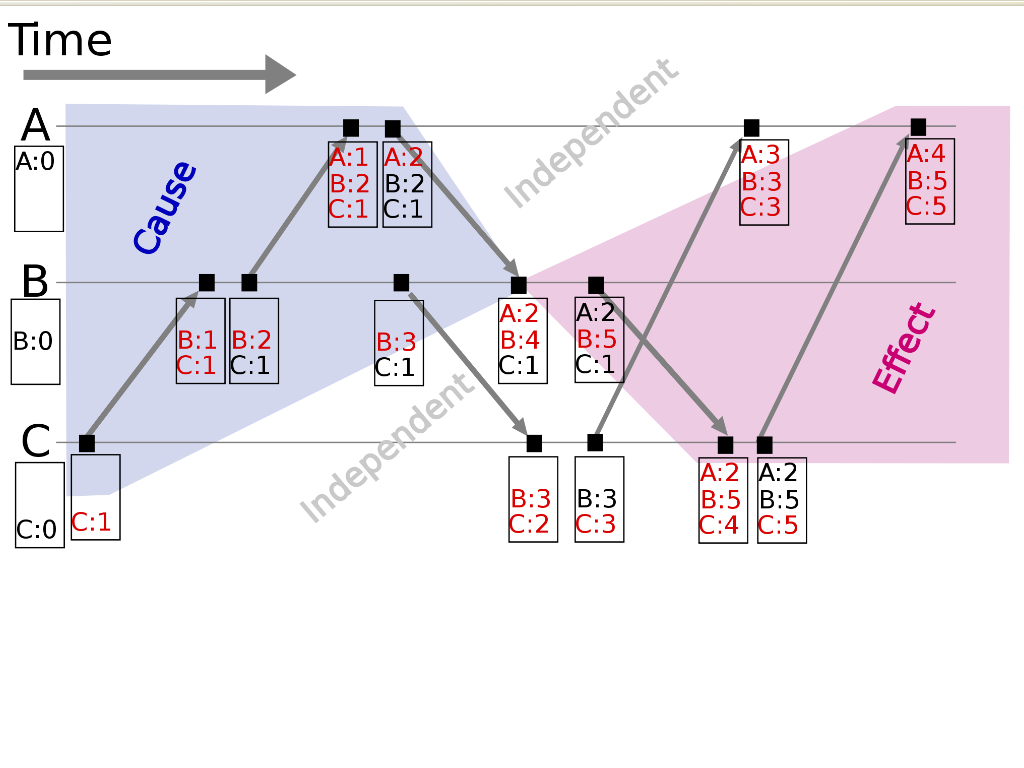 Time
Independent
A
A:0
Cause
A:1
B:2
C:1
A:2
B:2
C:1
A:3
B:3
C:3
A:4
B:5
C:5
B
B:0
B:1
C:1
B:2
C:1
B:3
C:1
A:2
B:4
C:1
A:2
B:5
C:1
Effect
Independent
C
C:0
C:1
B:3
C:2
B:3
C:3
A:2
B:5
C:4
A:2
B:5
C:5